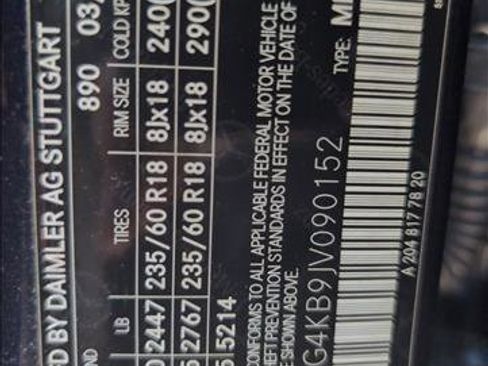 D BY DAIMLER AG STUTTGART
ND 890 03
LB TIRES RIM SIZE COLD KP
2447 235/60 R18 8Jx18 240
2767 235/60 R18 8Jx18 290
5214
CONFORMS TO ALL APPLICABLE FEDERAL MOTOR VEHICLE
HEFT PREVENTION STANDARDS IN EFFECT ON THE DATE OF
E SHOWN ABOVE.
G4KB9JV090152 TYPE:
A 204 817 78 20